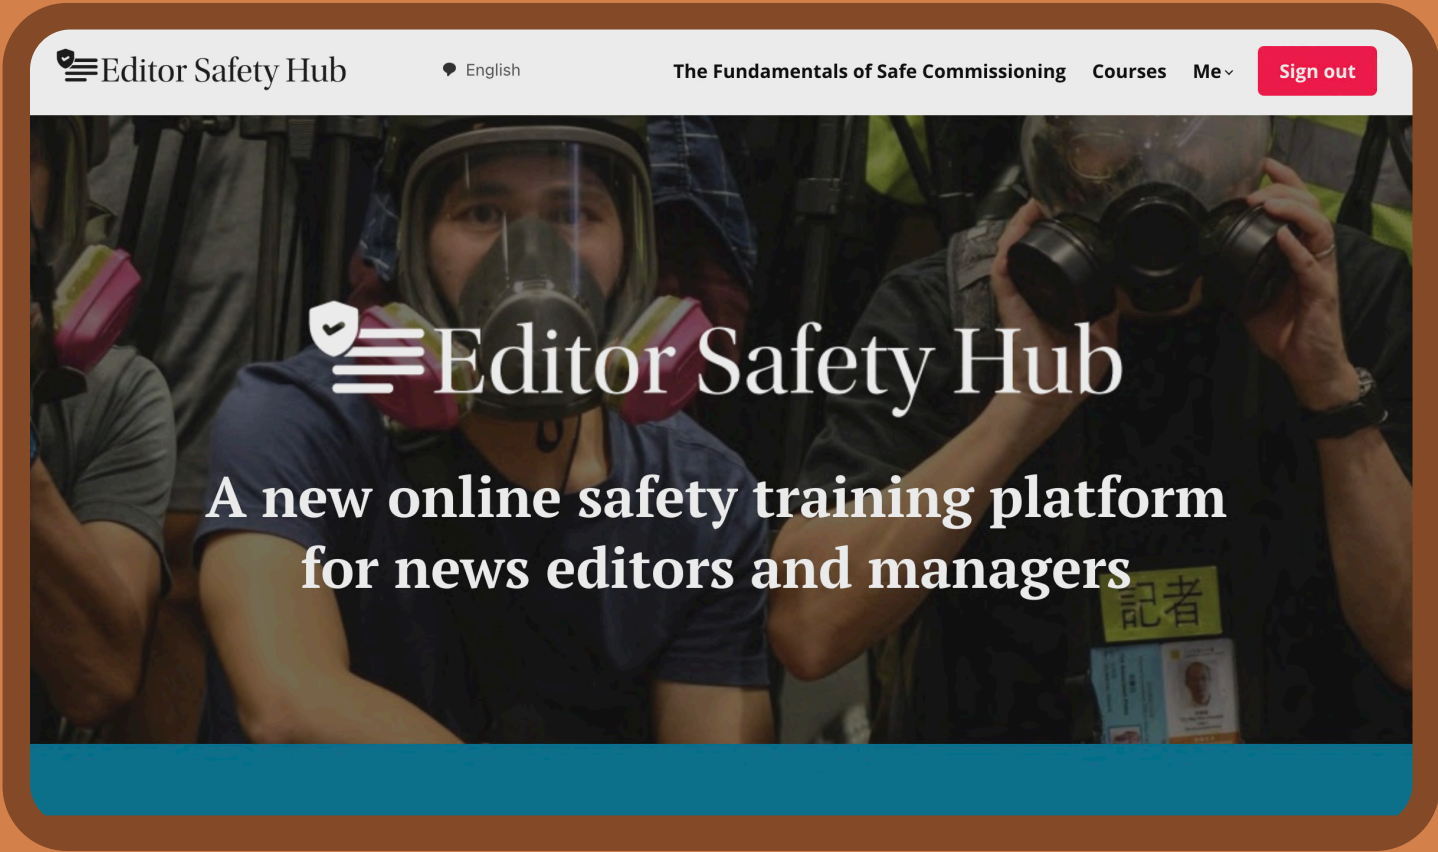 Editor Safety Hub
English
The Fundamentals of Safe Commissioning
Courses
Me
Sign out
Editor Safety Hub
A new online safety training platform
for news editors and managers
記者